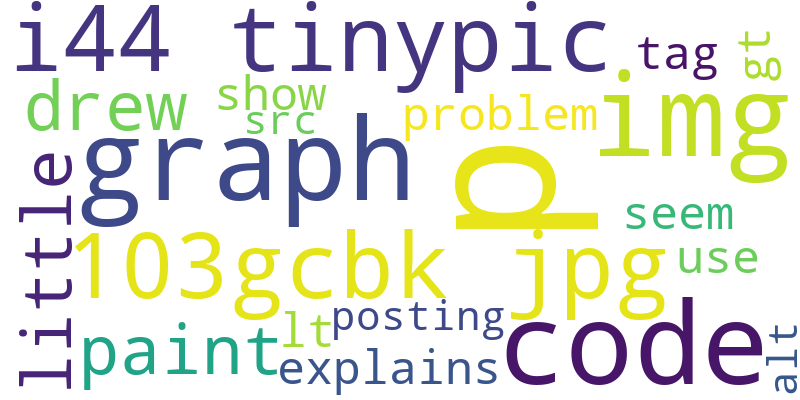 i44 tinypic
tag
gt
drew
show
src
problem
img
graph
p
little
seem
103gcbk jpg
use
paint
lt
posting
explains
code
alt